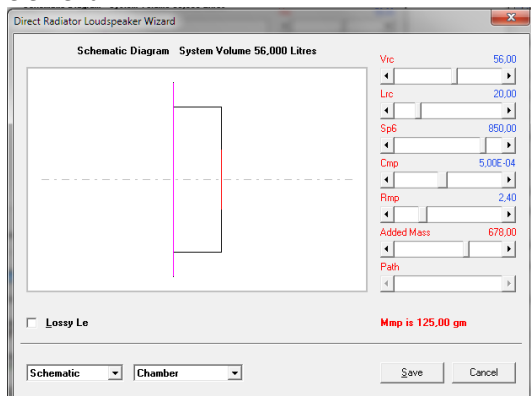 Direct Radiator Loudspeaker Wizard
Schematic Diagram System Volume 56,000 Litres
Vrc 56,00
Lrc 20,00
Sp6 850,00
Cmp 5,00E-04
Rmp 2,40
Added Mass 678,00
Path
Lossy Le
Mmp is 125,00 gm
Schematic Chamber Save Cancel